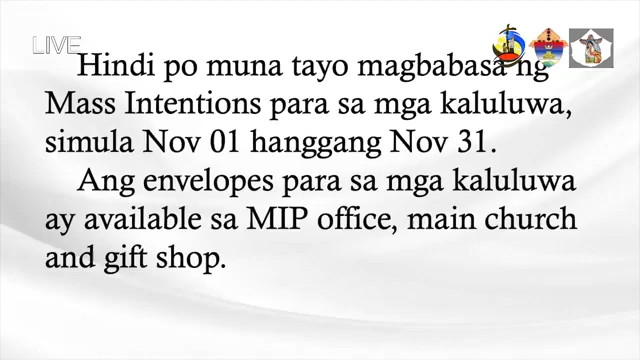 LIVE
Hindi po muna tayo magbabasa ng
Mass Intentions para sa mga kaluluwa,
simula Nov 01 hanggang Nov 31.
Ang envelopes para sa mga kaluluwa
ay available sa MIP office, main church
and gift shop.